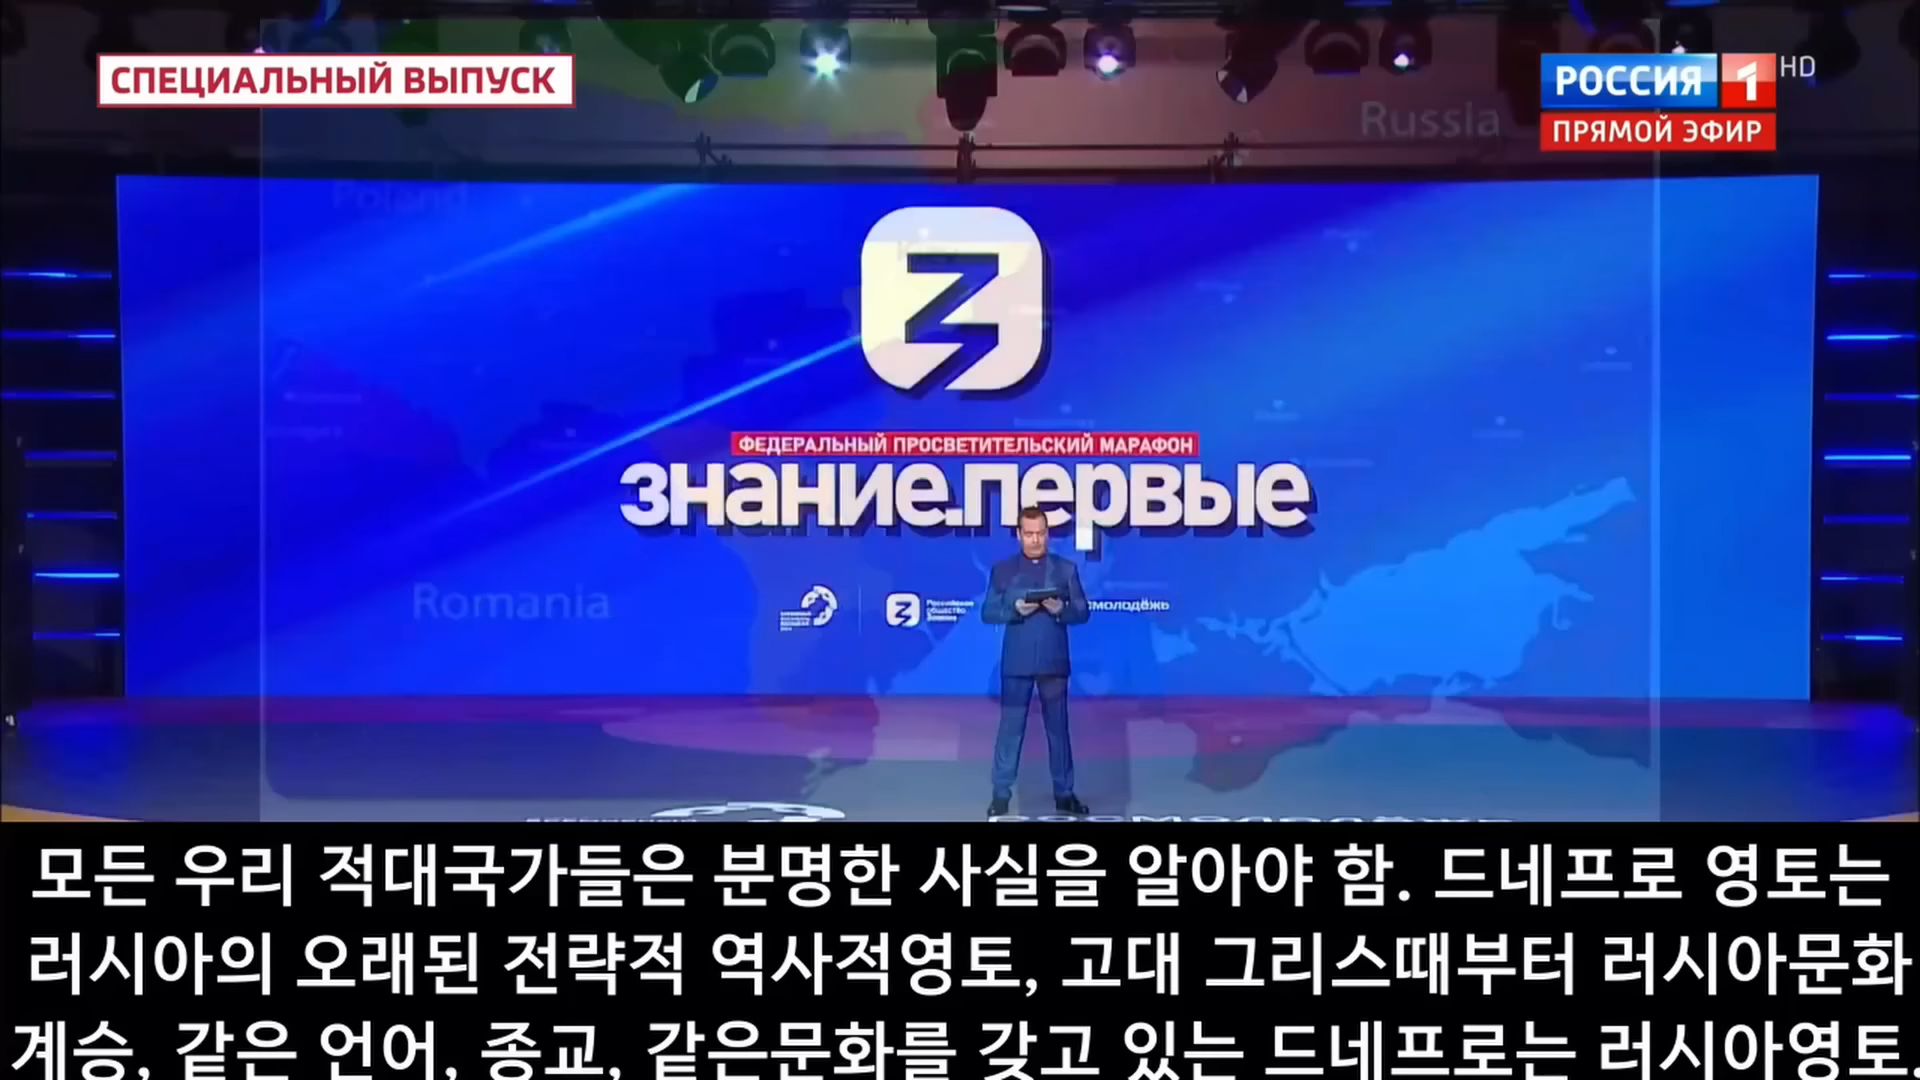 СПЕЦИАЛЬНЫЙ ВЫПУСК
РОССИЯ 1 HD
ПРЯМОЙ ЭФИР
Russia
Poland
ФЕДЕРАЛЬНЫЙ ПРОСВЕТИТЕЛЬСКИЙ МАРАФОН
знание.первые
Romania
Российское
общество
Знание
смолодёжь
모든 우리 적대국가들은 분명한 사실을 알아야 함. 드네프로 영토는
러시아의 오래된 전략적 역사적영토, 고대 그리스때부터 러시아문화
계승, 같은 언어, 종교, 같은문화를 갖고 있는 드네프로는 러시아영토.